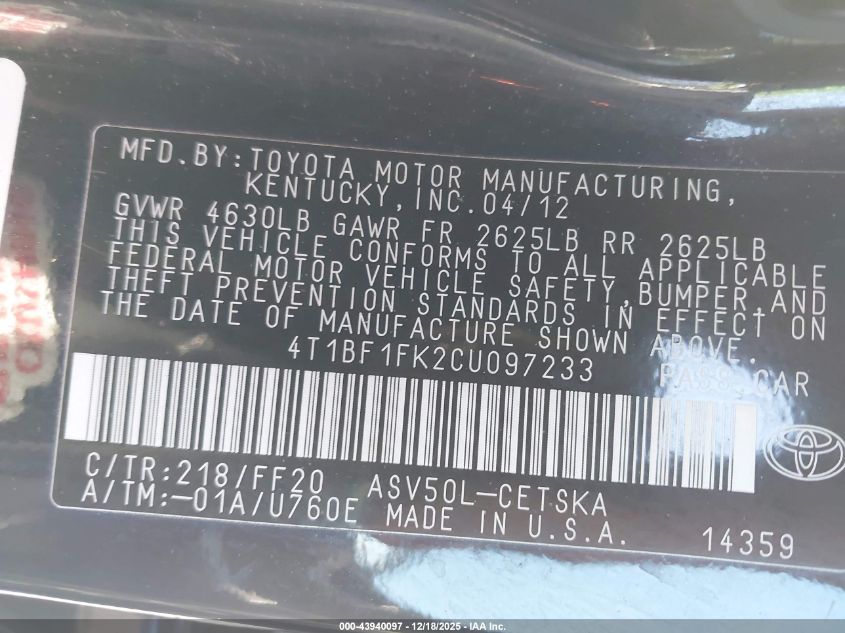 MFD.BY:TOYOTA MOTOR MANUFACTURING,
KENTUCKY,INC.04/12
GVWR 4630LB GAWR FR 2625LB RR 2625LB
THIS VEHICLE CONFORMS TO ALL APPLICABLE
FEDERAL MOTOR VEHICLE SAFETY,BUMPER,AND
THEFT PREVENTION STANDARDS IN EFFECT ON
THE DATE OF MANUFACTURE SHOWN ABOVE.
4T1BF1FK2CU097233 PASS.CAR
C/TR:218/FF20 ASV50L-CETSKA
A/TM:-01A/U760E MADE IN U.S.A. 14359
000-43940097 - 12/18/2025 - IAA Inc.